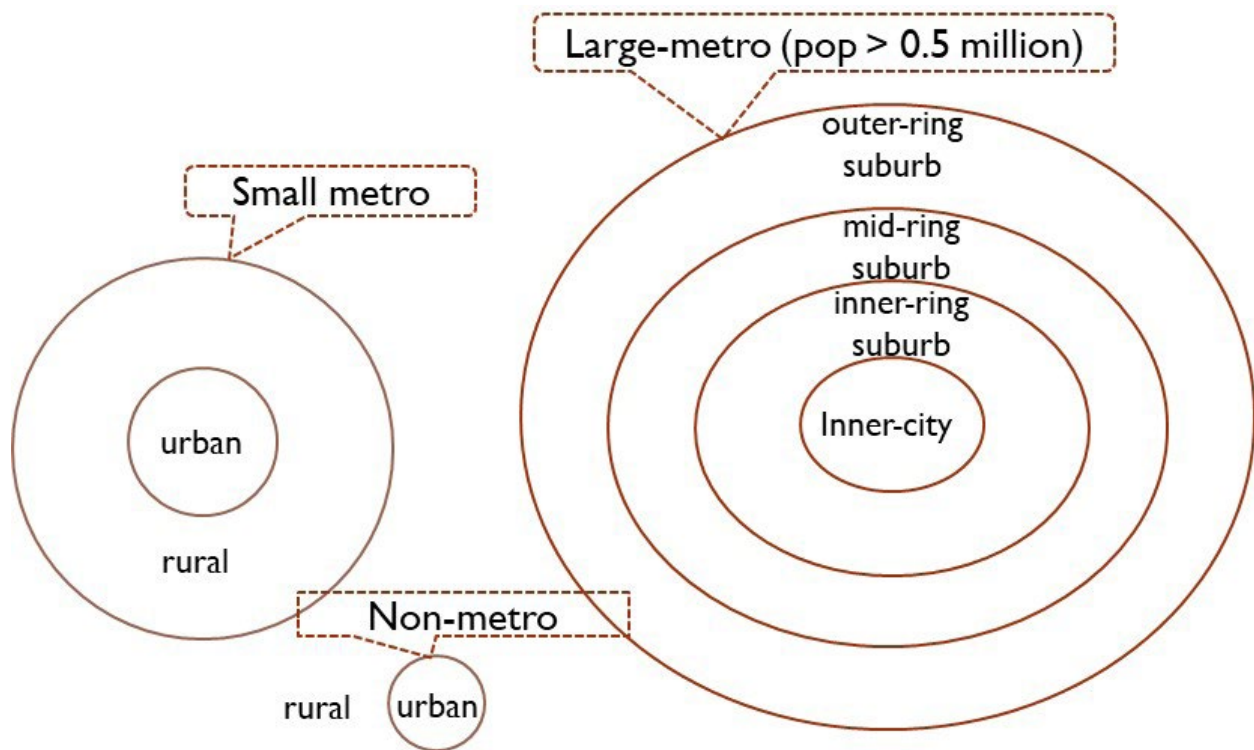 Large-metro (pop > 0.5 million)
outer-ring
suburb
Small metro
mid-ring
suburb
inner-ring
suburb
Inner-city
urban
rural
Non-metro
rural
urban